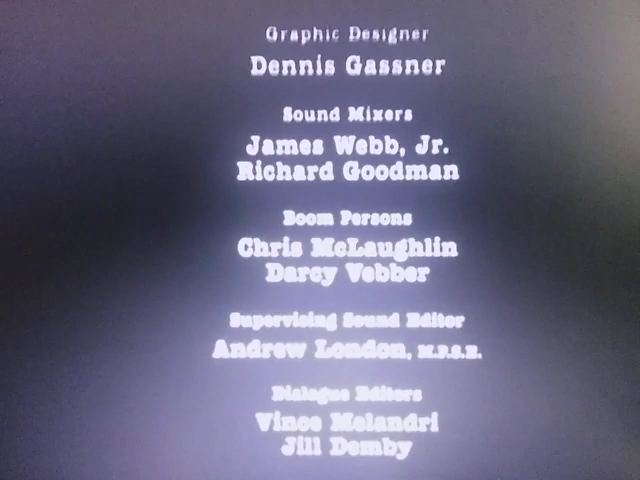 Graphic Designer
Dennis Gassner
Sound Mixers
James Webb, Jr.
Richard Goodman
Boom Persons
Chris McLaughlin
Darcy Vebber
Supervising Sound Editor
Andrew London, M.P.S.E.
Dialogue Editors
Vince Melandri
Jill Demby